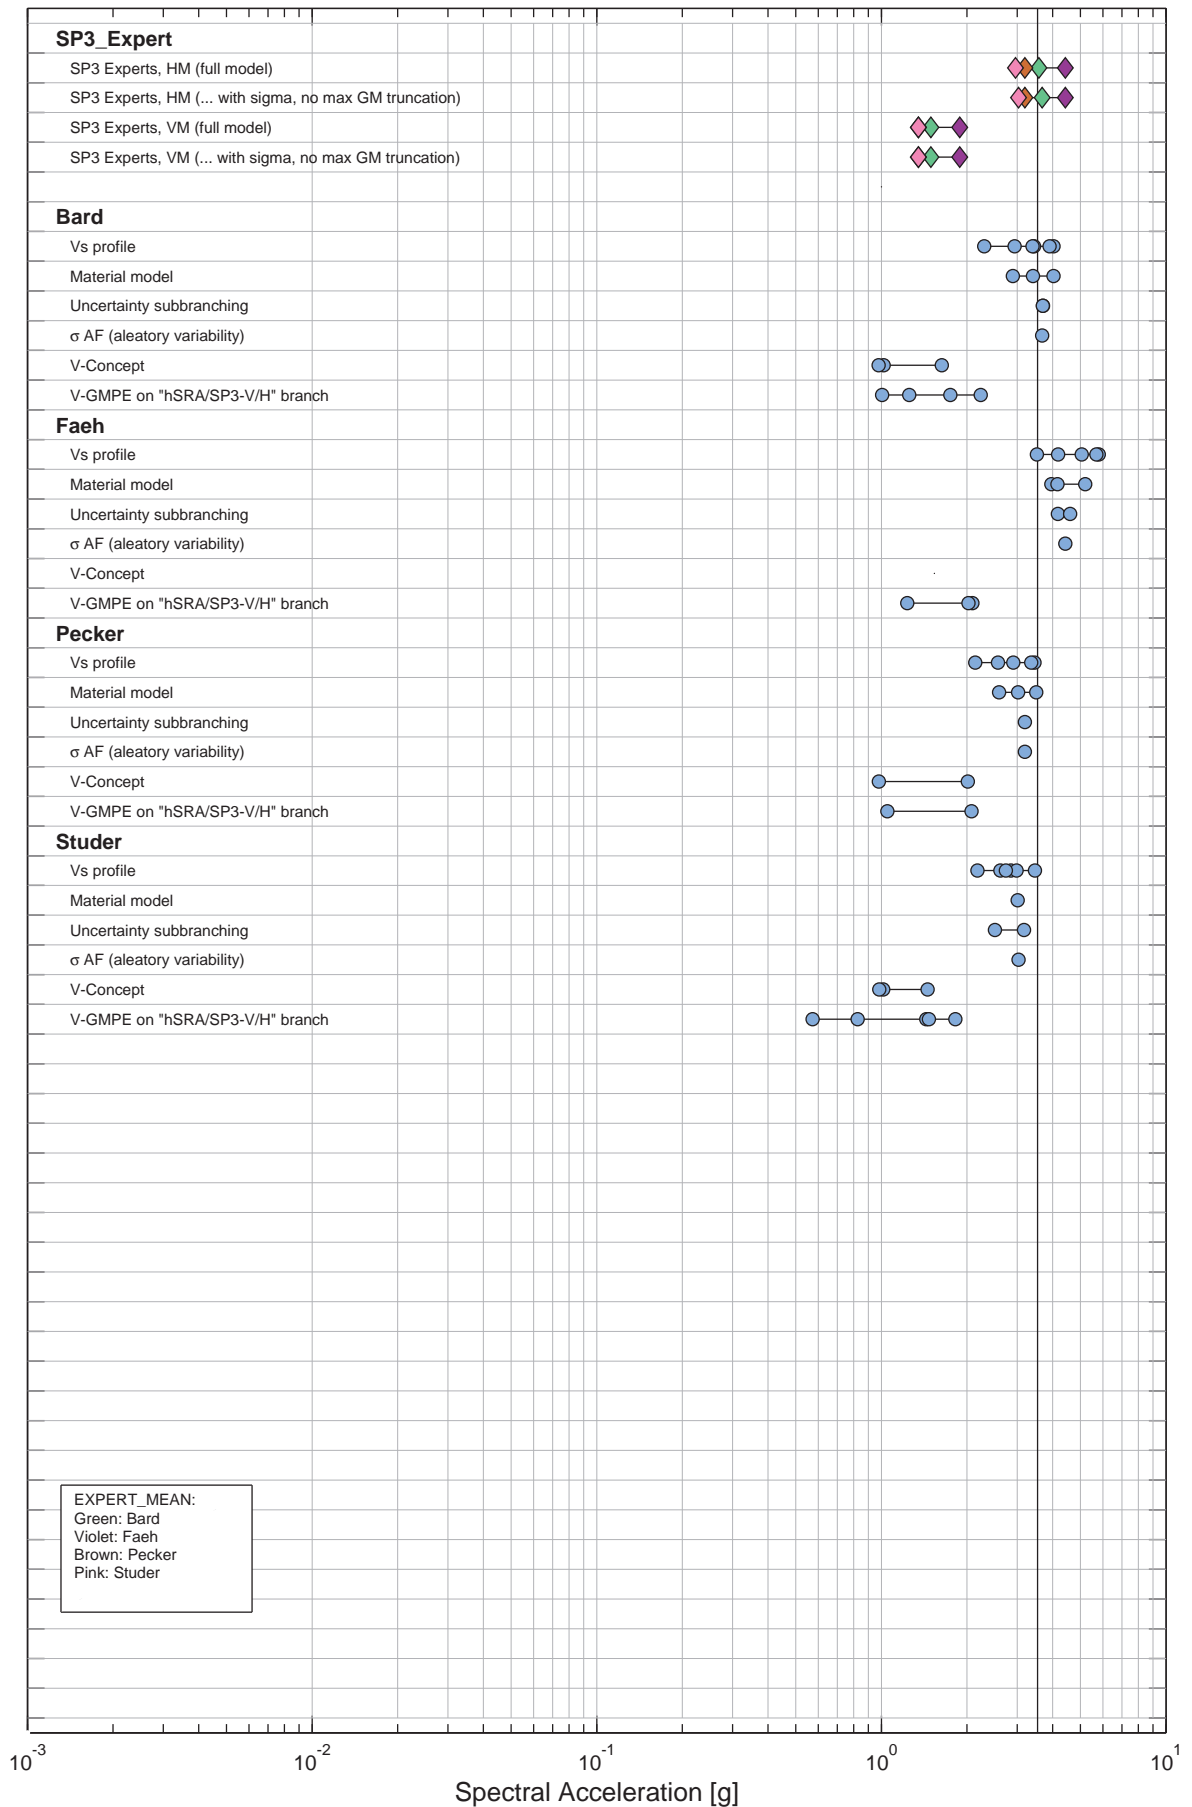 SP3_Expert
SP3 Experts, HM (full model)
SP3 Experts, HM (... with sigma, no max GM truncation)
SP3 Experts, VM (full model)
SP3 Experts, VM (... with sigma, no max GM truncation)
Bard
Vs profile
Material model
Uncertainty subbranching
σ AF (aleatory variability)
V-Concept
V-GMPE on "hSRA/SP3-V/H" branch
Faeh
Vs profile
Material model
Uncertainty subbranching
σ AF (aleatory variability)
V-Concept
V-GMPE on "hSRA/SP3-V/H" branch
Pecker
Vs profile
Material model
Uncertainty subbranching
σ AF (aleatory variability)
V-Concept
V-GMPE on "hSRA/SP3-V/H" branch
Studer
Vs profile
Material model
Uncertainty subbranching
σ AF (aleatory variability)
V-Concept
V-GMPE on "hSRA/SP3-V/H" branch
EXPERT_MEAN:
Green: Bard
Violet: Faeh
Brown: Pecker
Pink: Studer
10⁻³ 10⁻² 10⁻¹ 10⁰ 10¹
Spectral Acceleration [g]